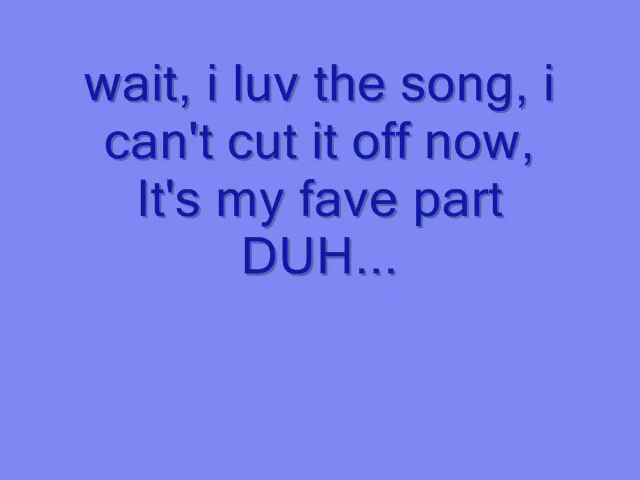 wait, i luv the song, i
can't cut it off now,
It's my fave part
DUH...